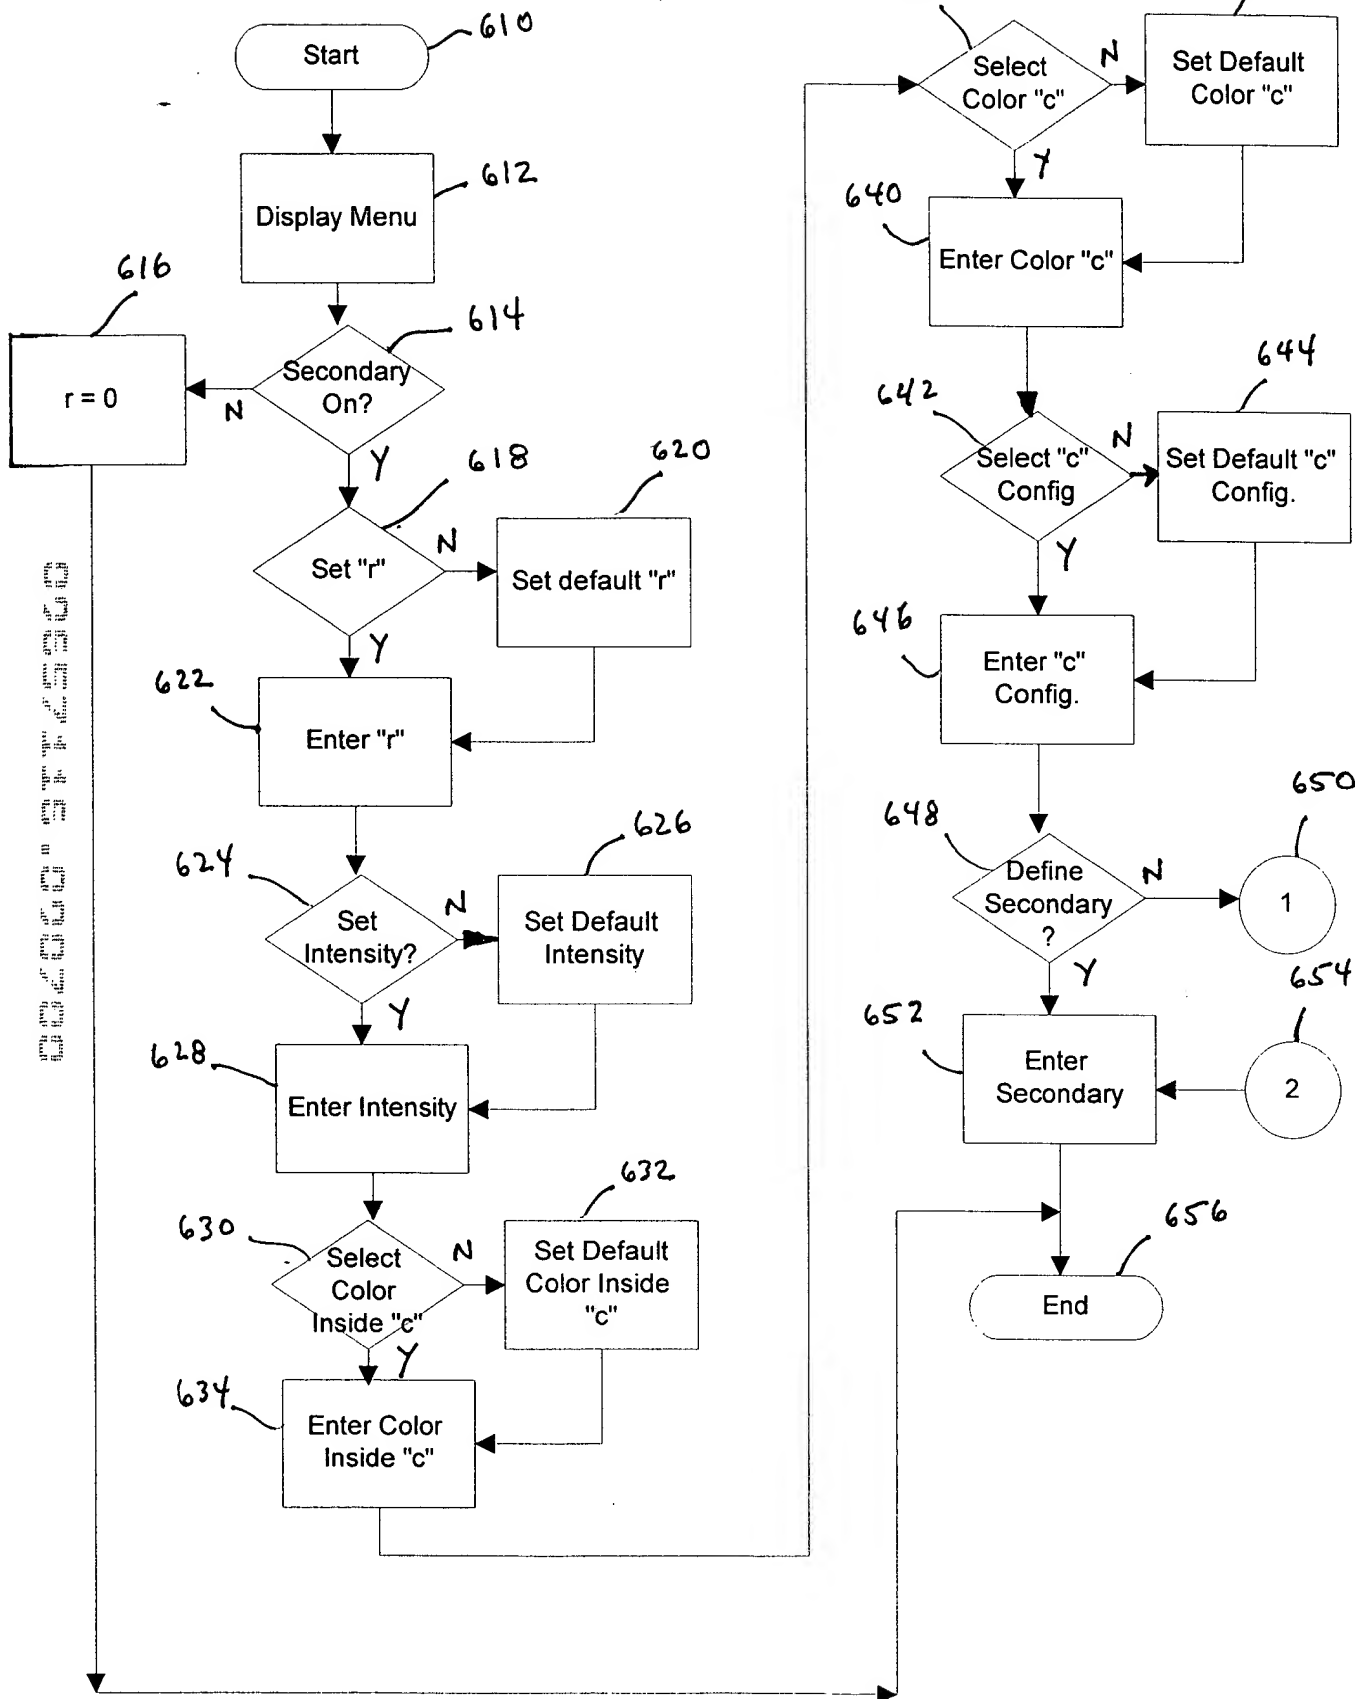 610
Start
612
Display Menu
616
614
r = 0
Secondary
On?
N
Y
618
620
Set "r"
N
Set default "r"
Y
622
Enter "r"
624
626
Set
Intensity?
N
Set Default
Intensity
Y
628
Enter Intensity
630
632
Select
Color
Inside "c"
N
Set Default
Color Inside
"c"
Y
634
Enter Color
Inside "c"
Select
Color "c"
N
Set Default
Color "c"
Y
640
Enter Color "c"
642
644
Select "c"
Config
N
Set Default "c"
Config.
Y
646
Enter "c"
Config.
648
650
Define
Secondary
?
N
1
Y
652
654
Enter
Secondary
2
656
End